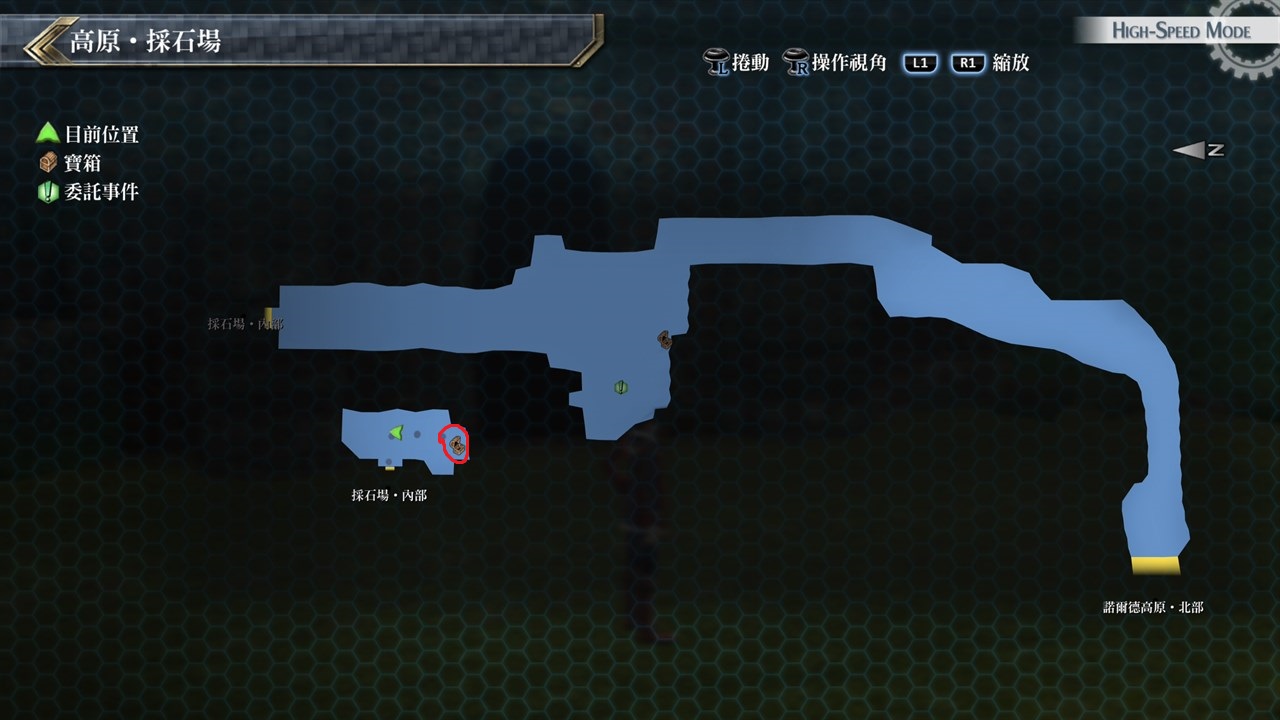 高原・採石場
HIGH-SPEED MODE
L捲動 R操作視角 L1 R1 縮放
目前位置
寶箱
委託事件
Z
採石場・內部
採石場・內部
諾爾德高原・北部